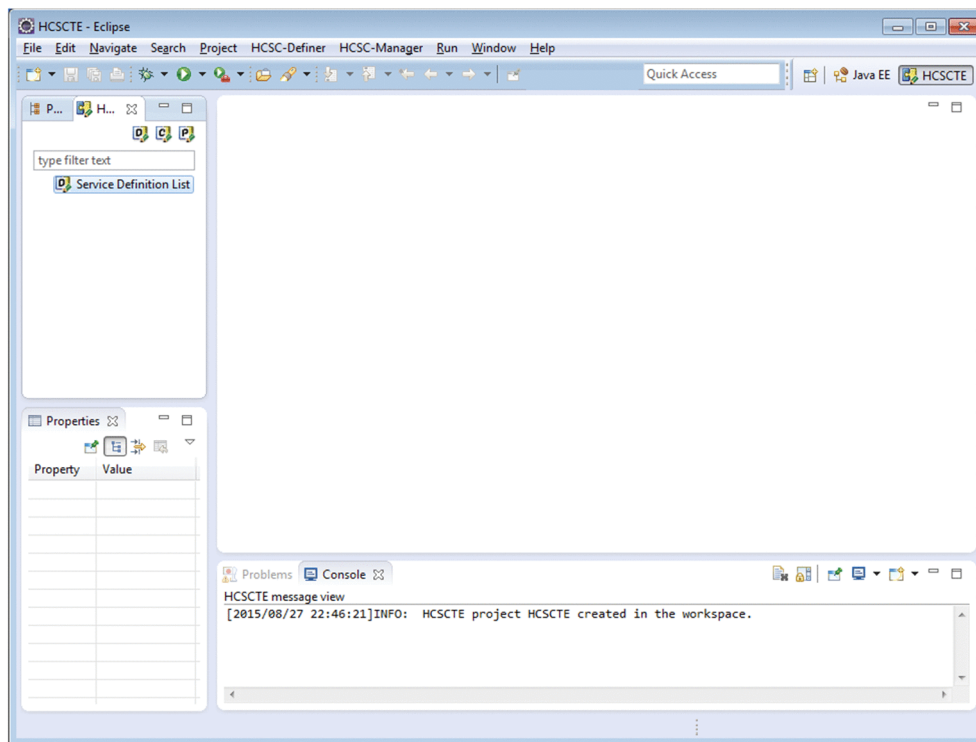 HCSCTE - Eclipse
File Edit Navigate Search Project HCSC-Definer HCSC-Manager Run Window Help
Quick Access Java EE HCSCTE
P... H...
D C P
type filter text
D Service Definition List
Properties
Property Value
Problems Console
HCSCTE message view
[2015/08/27 22:46:21]INFO: HCSCTE project HCSCTE created in the workspace.